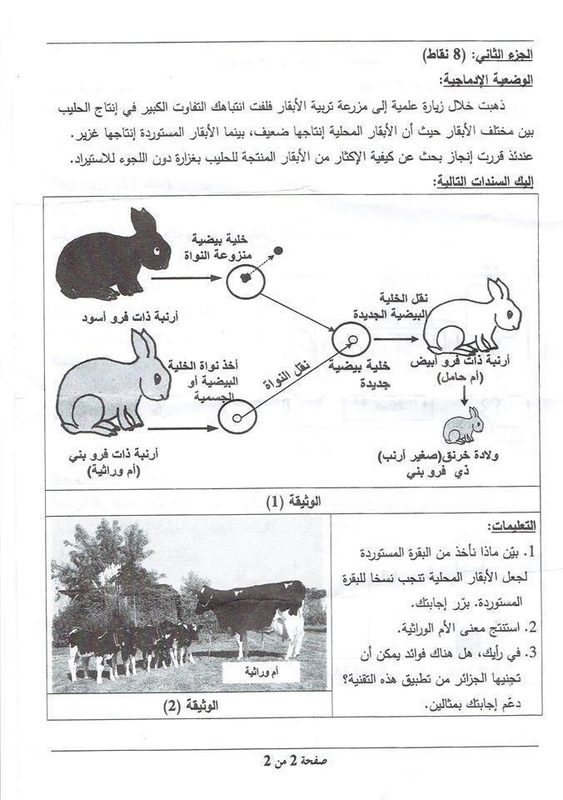 الجزء الثاني: (8 نقاط)
الوضعية الإدماجية:
ذهبت خلال زيارة علمية إلى مزرعة تربية الأبقار فلفت انتباهك التفاوت الكبير في إنتاج الحليب
بين مختلف الأبقار حيث أن الأبقار المحلية إنتاجها ضعيف، بينما الأبقار المستوردة إنتاجها غزير.
عندئذ قررت إنجاز بحث عن كيفية الإكثار من الأبقار المنتجة للحليب بغزارة دون اللجوء للاستيراد.
إليك السندات التالية:
خلية بيضية
منزوعة النواة
أرنبة ذات فرو أسود
نقل الخلية
البيضية الجديدة
أخذ نواة الخلية
البيضية أو
الجسمية
نقل النواة
خلية بيضية
جديدة
أرنبة ذات فرو أبيض
(أم حامل)
أرنبة ذات فرو بني
(أم وراثية)
ولادة خرنق(صغير أرنب)
ذي فرو بني
الوثيقة (1)
التعليمات:
1. بيّن ماذا نأخذ من البقرة المستوردة
لجعل الأبقار المحلية تنجب نسخا للبقرة
المستوردة. برّر إجابتك.
2. استنتج معنى الأم الوراثية.
3. في رأيك، هل هناك فوائد يمكن أن
تجنيها الجزائر من تطبيق هذه التقنية؟
دعّم إجابتك بمثالين.
أم وراثية
الوثيقة (2)
صفحة 2 من 2